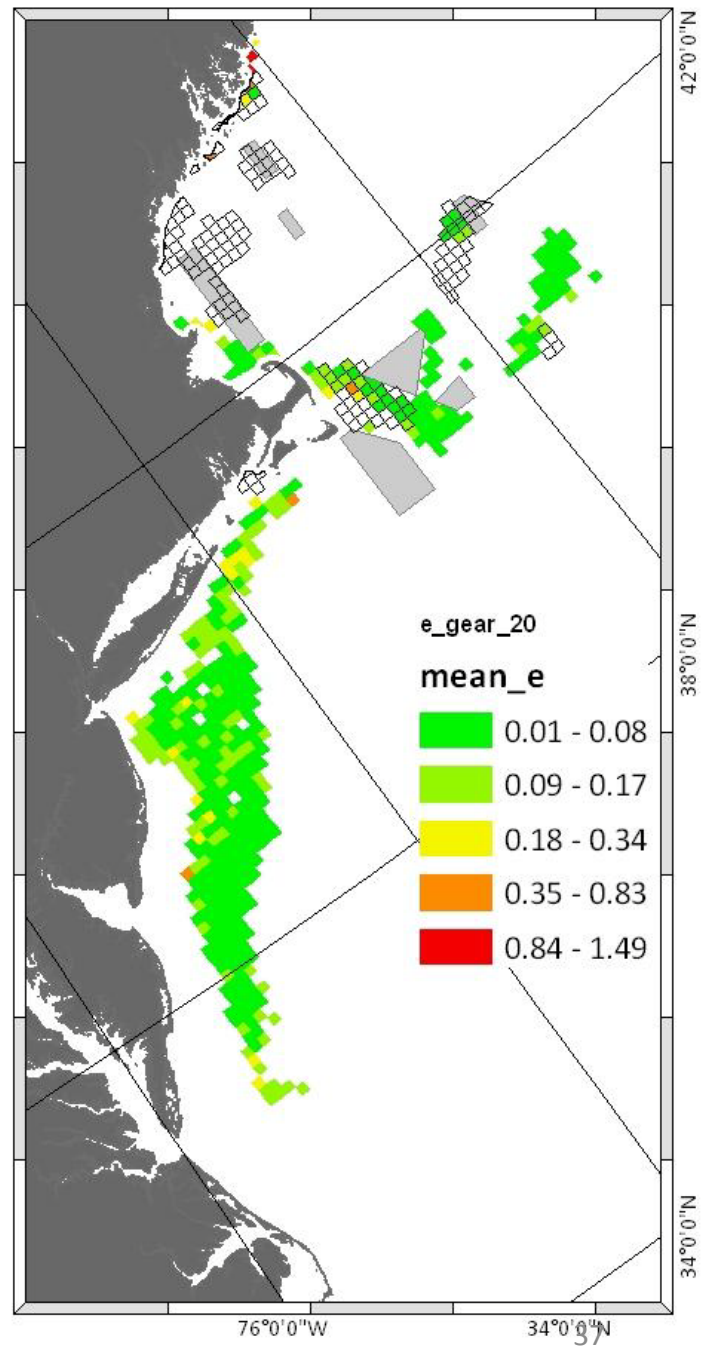 42°0'0"N
e_gear_20
mean_e
0.01 - 0.08
0.09 - 0.17
0.18 - 0.34
0.35 - 0.83
0.84 - 1.49
38°0'0"N
34°0'0"N
76°0'0"W
34°0'0"N
37